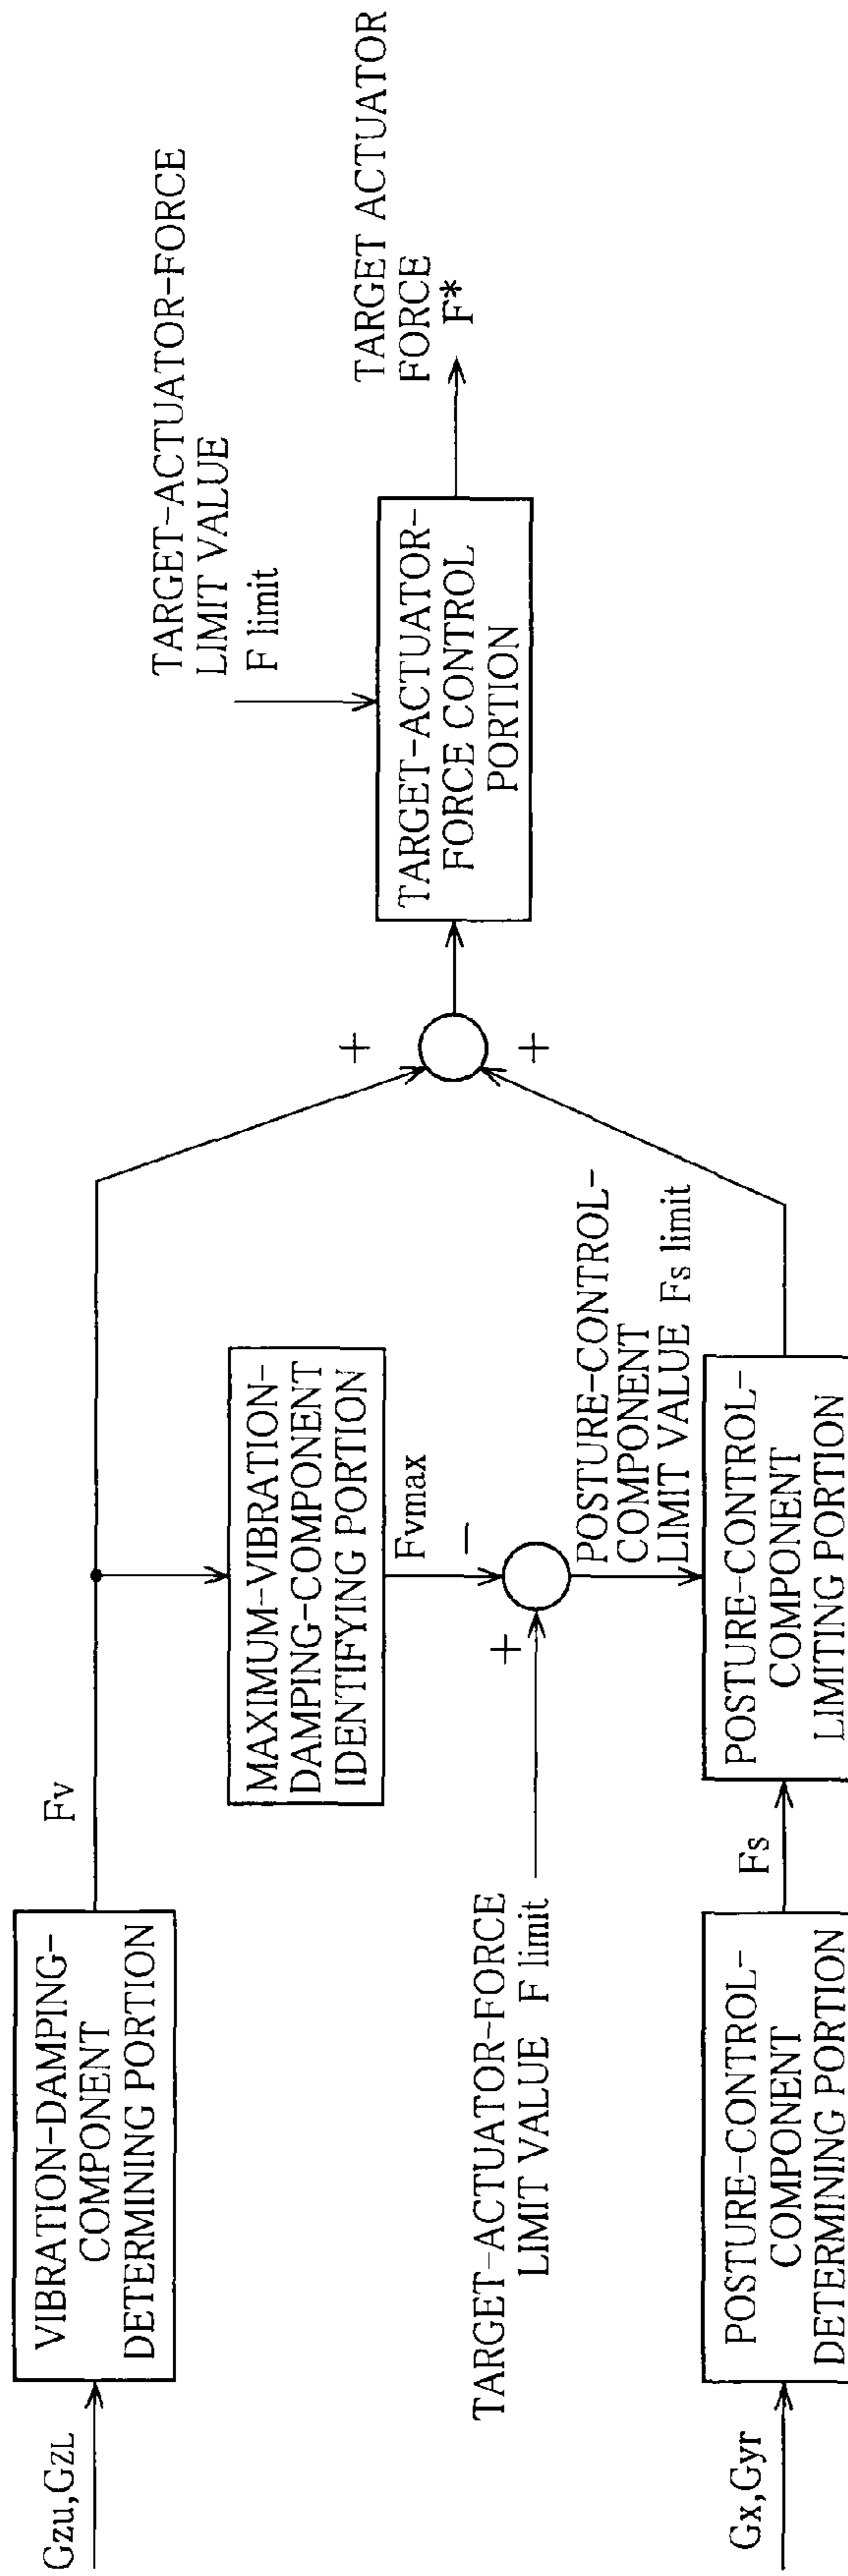 Gzu,GZL
VIBRATION-DAMPING-
COMPONENT
DETERMINING PORTION
Fv
MAXIMUM-VIBRATION-
DAMPING-COMPONENT
IDENTIFYING PORTION
Fvmax
−
+
TARGET-ACTUATOR-FORCE
LIMIT VALUE F limit
POSTURE-CONTROL-
COMPONENT
LIMIT VALUE Fs limit
Gx,Gyr
POSTURE-CONTROL-
COMPONENT
DETERMINING PORTION
Fs
POSTURE-CONTROL-
COMPONENT
LIMITING PORTION
+
+
TARGET-ACTUATOR-
FORCE CONTROL
PORTION
TARGET-ACTUATOR-FORCE
LIMIT VALUE
F limit
TARGET ACTUATOR
FORCE
F*